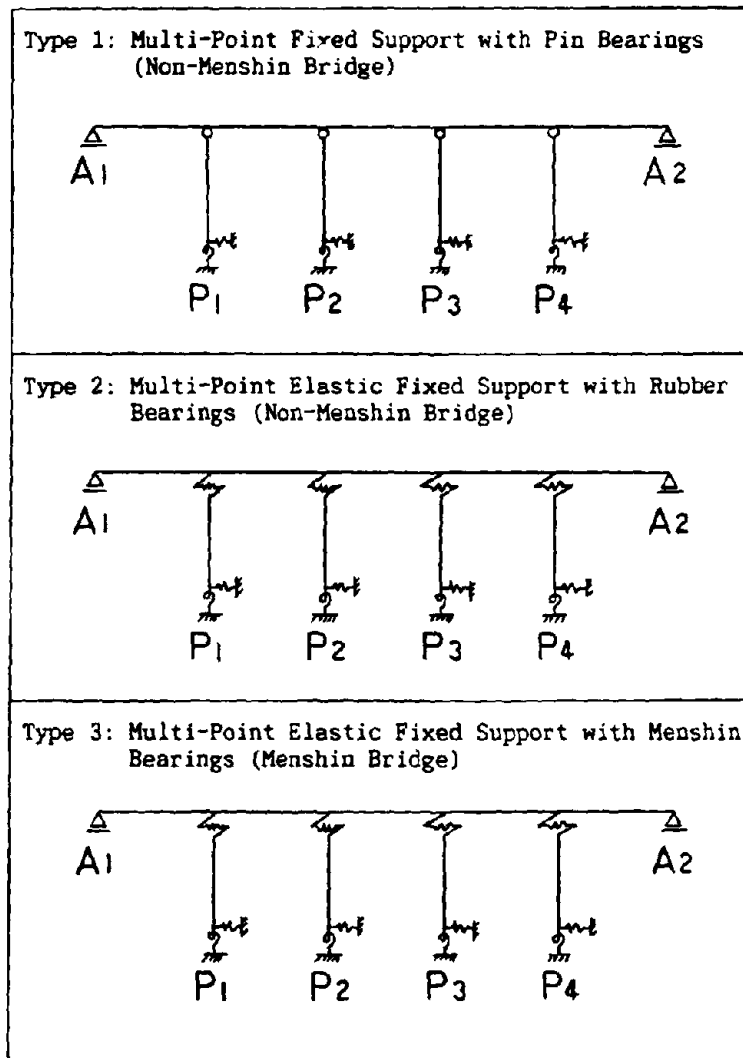 Type 1: Multi-Point Fixed Support with Pin Bearings
(Non-Menshin Bridge)
A1 A2
P1 P2 P3 P4
Type 2: Multi-Point Elastic Fixed Support with Rubber
Bearings (Non-Menshin Bridge)
A1 A2
P1 P2 P3 P4
Type 3: Multi-Point Elastic Fixed Support with Menshin
Bearings (Menshin Bridge)
A1 A2
P1 P2 P3 P4